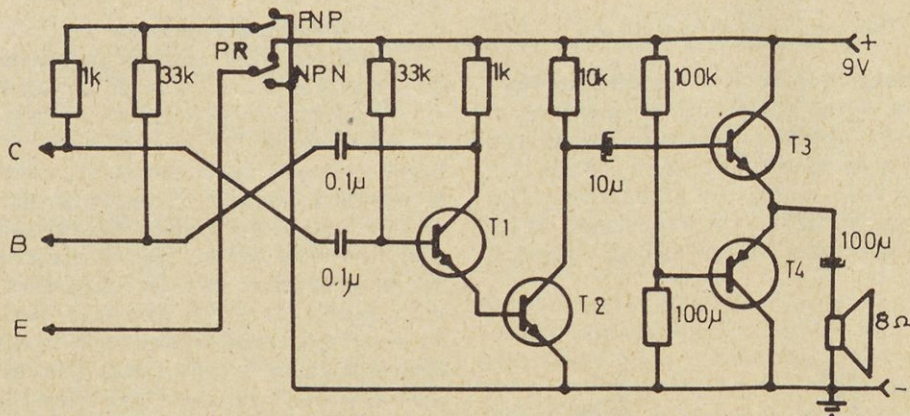 PNP
PR
NPN
1k
33k
33k
1k
10k
100k
+
9V
C
0.1µ
10µ
T3
B
0.1µ
T1
100µ
T4
T2
100µ
8Ω
E
-